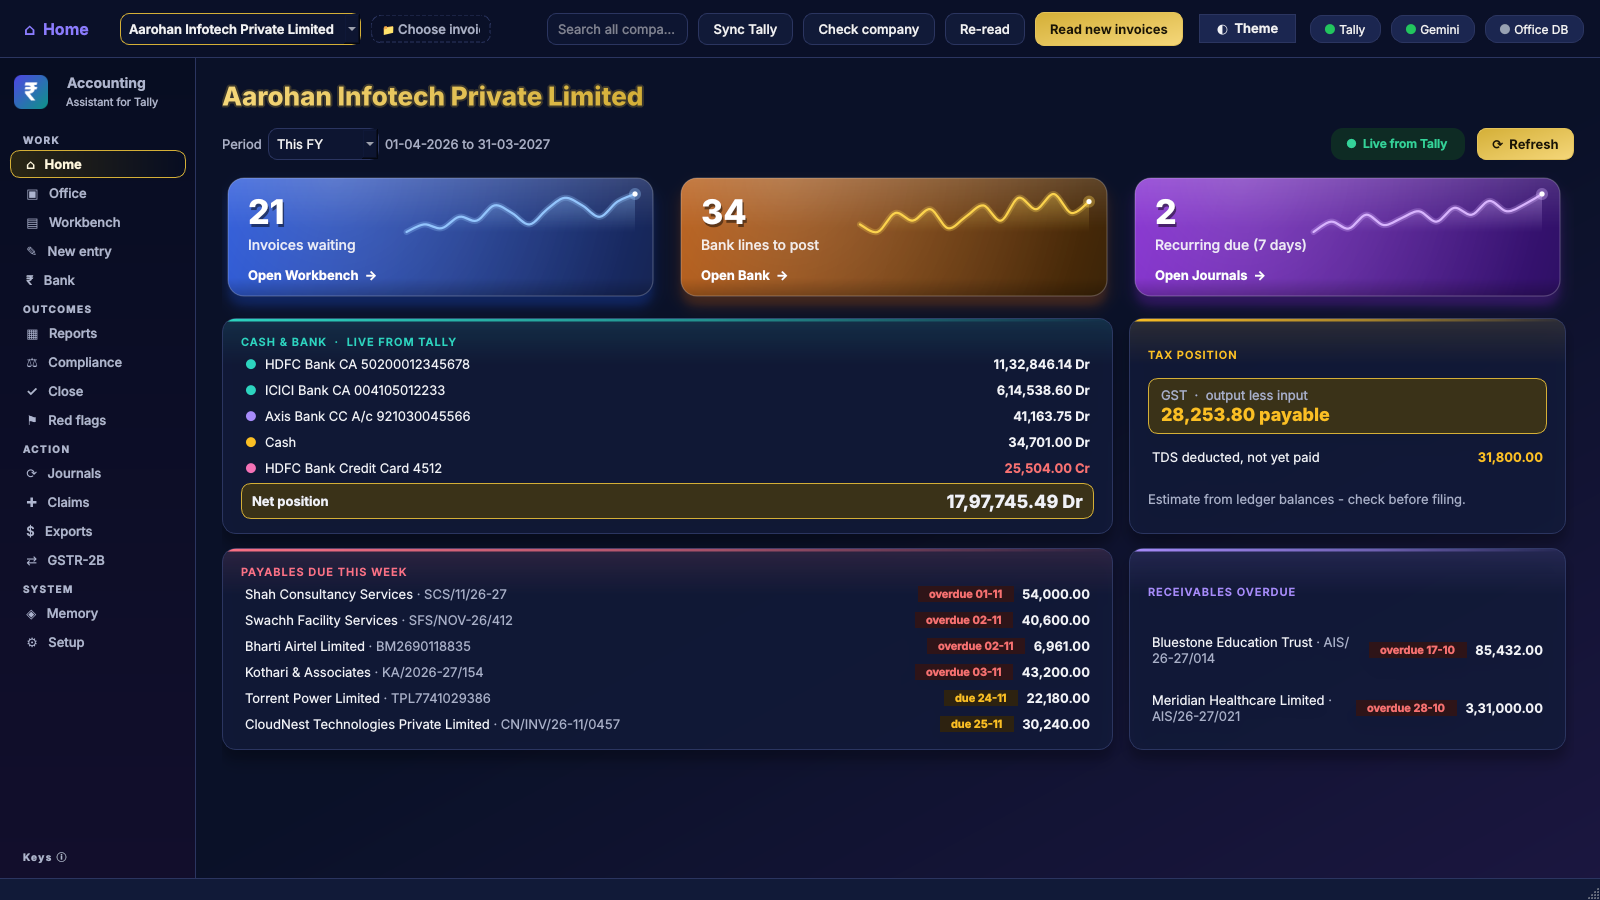 ⌂ Home
Aarohan Infotech Private Limited
Choose invoi
Search all compa...
Sync Tally
Check company
Re-read
Read new invoices
Theme
Tally
Gemini
Office DB
₹
Accounting
Assistant for Tally
WORK
Home
Office
Workbench
New entry
₹ Bank
OUTCOMES
Reports
Compliance
Close
Red flags
ACTION
Journals
Claims
$ Exports
GSTR-2B
SYSTEM
Memory
Setup
Keys ⓘ
Aarohan Infotech Private Limited
Period
This FY
01-04-2026 to 31-03-2027
Live from Tally
⟳ Refresh
21
Invoices waiting
Open Workbench →
34
Bank lines to post
Open Bank →
2
Recurring due (7 days)
Open Journals →
CASH & BANK · LIVE FROM TALLY
HDFC Bank CA 50200012345678 11,32,846.14 Dr
ICICI Bank CA 004105012233 6,14,538.60 Dr
Axis Bank CC A/c 921030045566 41,163.75 Dr
Cash 34,701.00 Dr
HDFC Bank Credit Card 4512 25,504.00 Cr
Net position 17,97,745.49 Dr
TAX POSITION
GST · output less input
28,253.80 payable
TDS deducted, not yet paid 31,800.00
Estimate from ledger balances - check before filing.
PAYABLES DUE THIS WEEK
Shah Consultancy Services · SCS/11/26-27 overdue 01-11 54,000.00
Swachh Facility Services · SFS/NOV-26/412 overdue 02-11 40,600.00
Bharti Airtel Limited · BM2690118835 overdue 02-11 6,961.00
Kothari & Associates · KA/2026-27/154 overdue 03-11 43,200.00
Torrent Power Limited · TPL7741029386 due 24-11 22,180.00
CloudNest Technologies Private Limited · CN/INV/26-11/0457 due 25-11 30,240.00
RECEIVABLES OVERDUE
Bluestone Education Trust · AIS/
26-27/014
overdue 17-10 85,432.00
Meridian Healthcare Limited ·
AIS/26-27/021
overdue 28-10 3,31,000.00